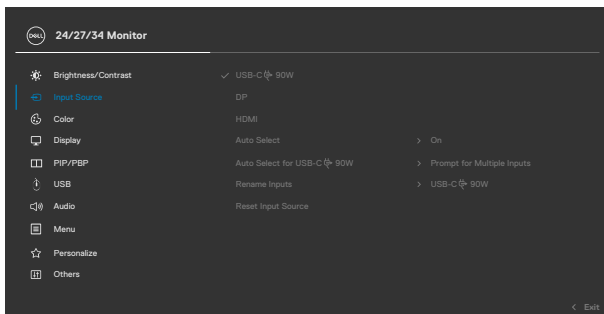 DELL 24/27/34 Monitor
Brightness/Contrast ✓ USB-C 90W
Input Source DP
Color HDMI
Display Auto Select > On
PIP/PBP Auto Select for USB-C 90W > Prompt for Multiple Inputs
USB Rename Inputs > USB-C 90W
Audio Reset Input Source
Menu
Personalize
Others
< Exit